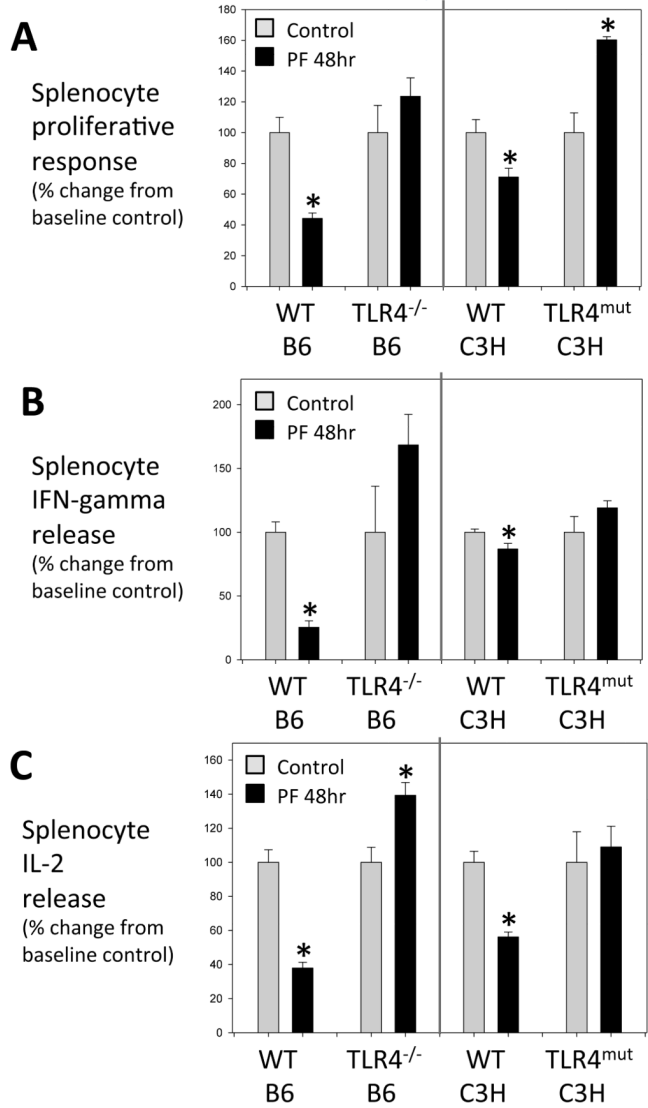 A
Splenocyte
proliferative
response
(% change from
baseline control)
180
160
140
120
100
80
60
40
20
0
Control
PF 48hr
*
*
*
WT
B6
TLR4-/-
B6
WT
C3H
TLR4mut
C3H
B
Splenocyte
IFN-gamma
release
(% change from
baseline control)
200
150
100
50
0
Control
PF 48hr
*
*
WT
B6
TLR4-/-
B6
WT
C3H
TLR4mut
C3H
C
Splenocyte
IL-2
release
(% change from
baseline control)
160
140
120
100
80
60
40
20
0
Control
PF 48hr
*
*
*
WT
B6
TLR4-/-
B6
WT
C3H
TLR4mut
C3H